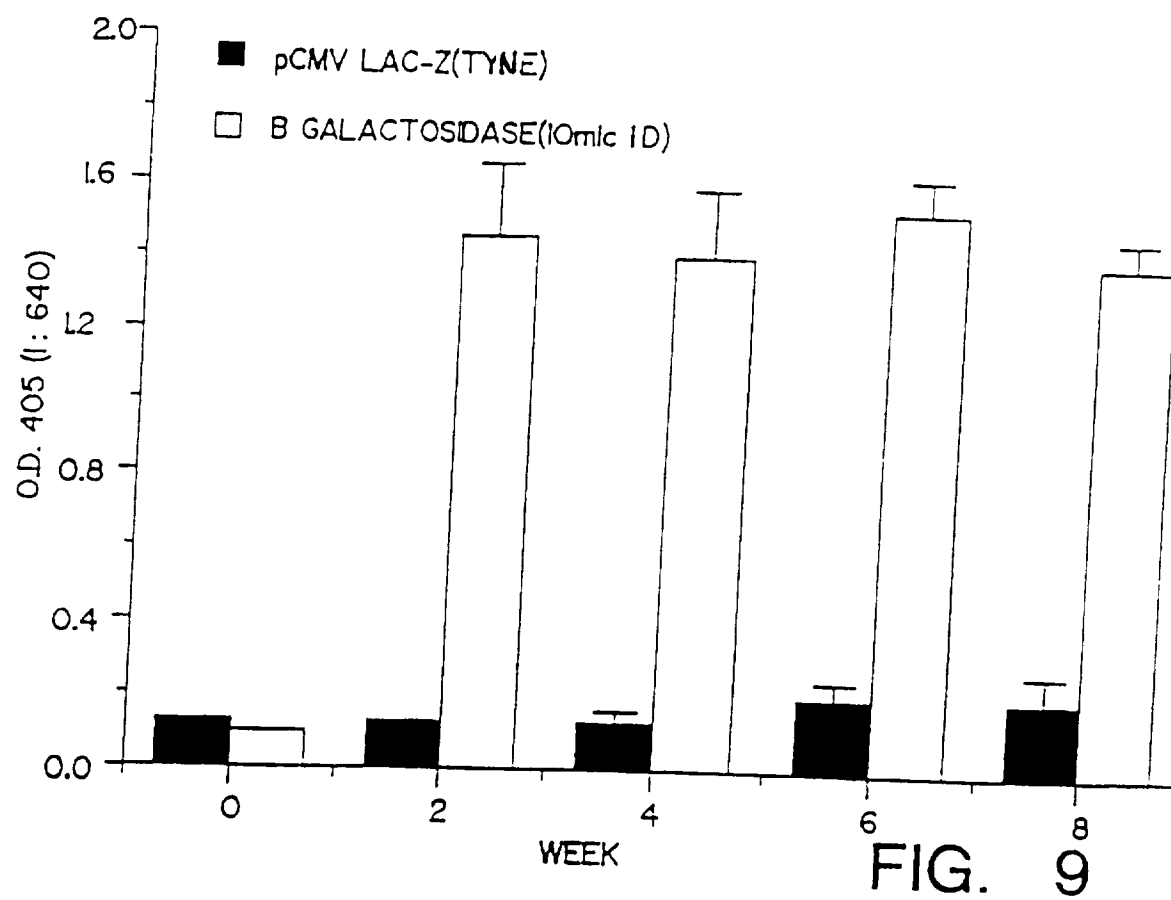 2.0
pCMV LAC-Z(TYNE)
B GALACTOSIDASE(10mic 1D)
1.6
1.2
0.8
0.4
0.0
O.D. 405 (1: 640)
0 2 4 6 8
WEEK
FIG. 9